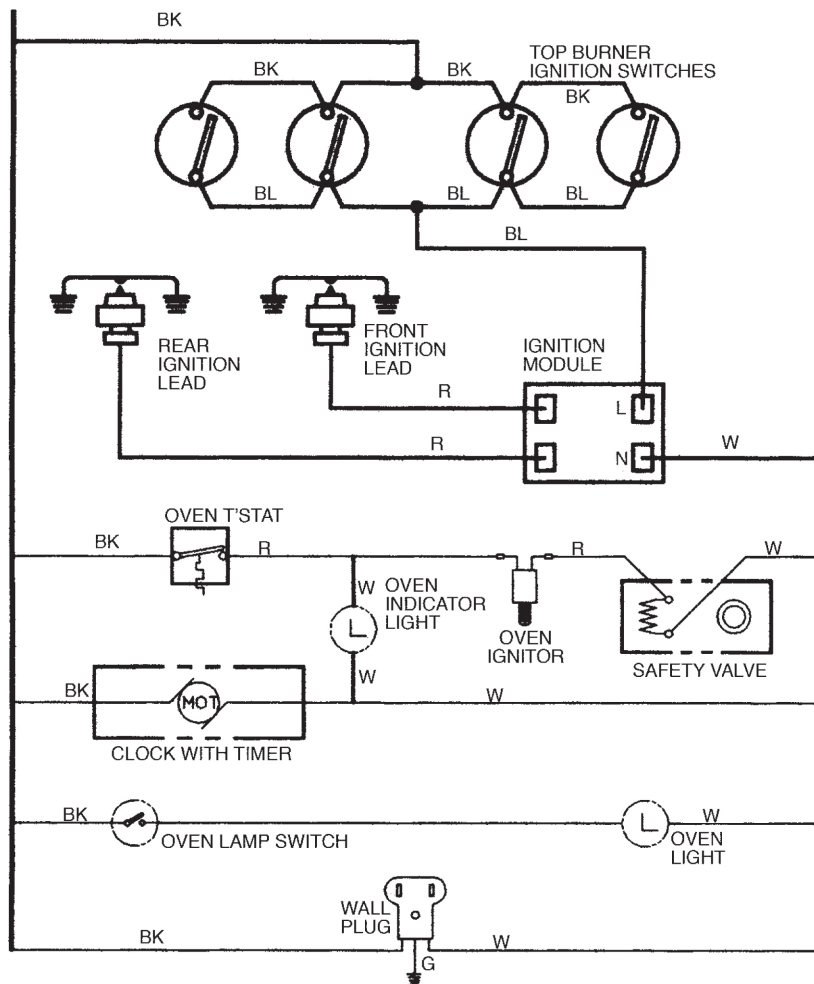 BK
TOP BURNER
IGNITION SWITCHES
BK
BK
BK
BL
BL
BL
BL
REAR
IGNITION
LEAD
FRONT
IGNITION
LEAD
IGNITION
MODULE
R
L
R
N
W
OVEN T'STAT
BK
R
R
W
W
OVEN
INDICATOR
LIGHT
L
OVEN
IGNITOR
SAFETY VALVE
W
BK
MOT
W
CLOCK WITH TIMER
BK
OVEN LAMP SWITCH
L
W
OVEN
LIGHT
WALL
PLUG
BK
W
G